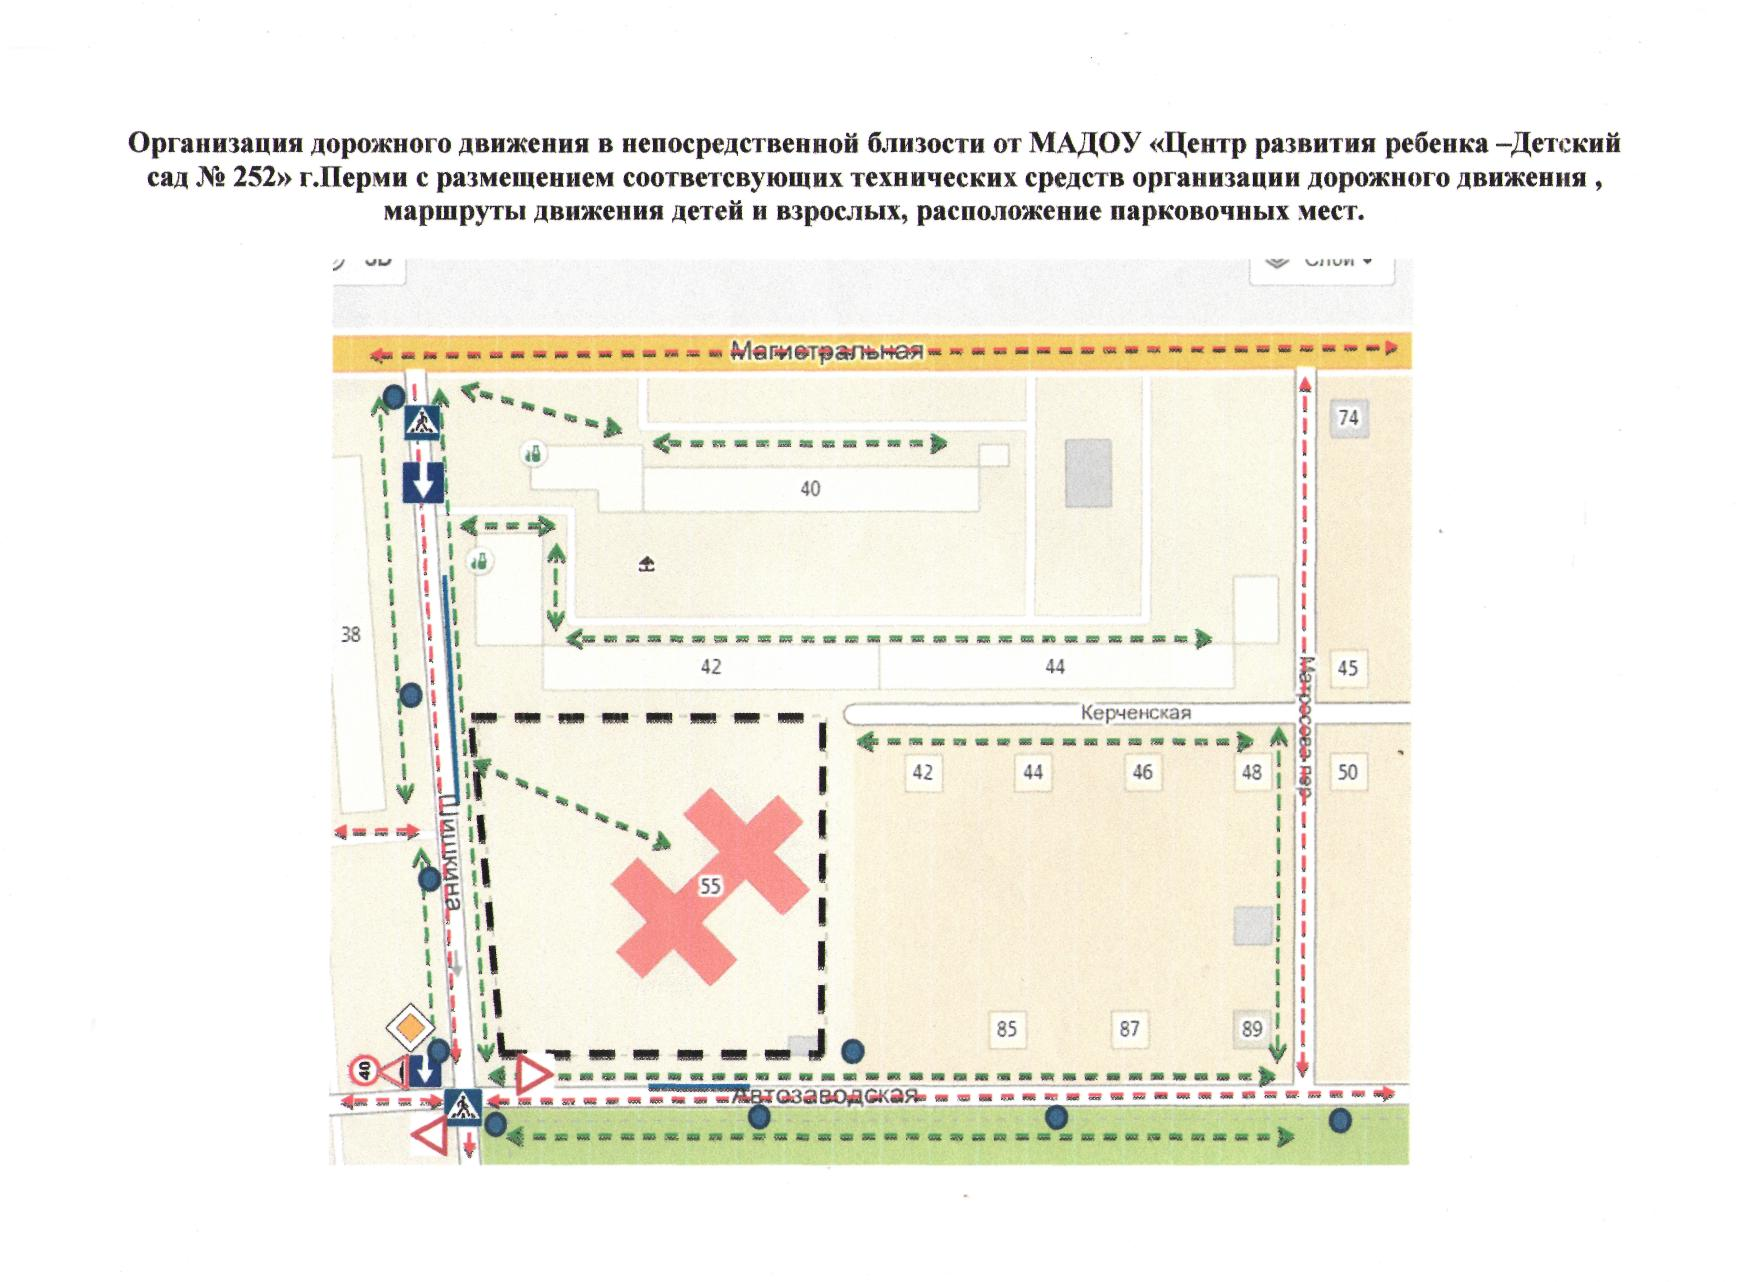 Организация дорожного движения в непосредственной близости от МАДОУ «Центр развития ребенка –Детский
сад № 252» г.Перми с размещением соответсвующих технических средств организации дорожного движения ,
маршруты движения детей и взрослых, расположение парковочных мест.
3D
Слои
Магистральная
74
40
38
42
44
45
Матросова пер
Керченская
42
44
46
48
50
Шишкина
55
85
87
89
40
Автозаводская